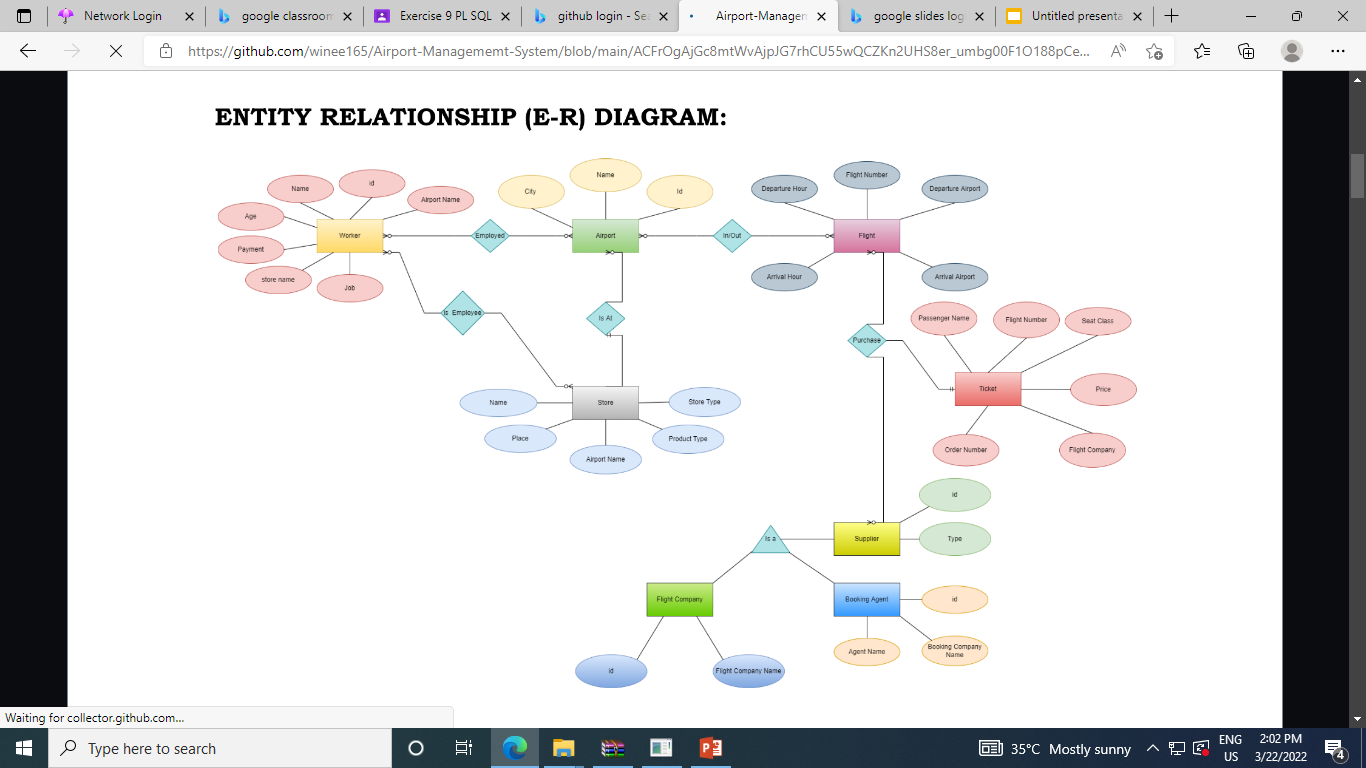 Network Login
google classroom
Exercise 9 PL SQL
github login - Sea
Airport-Managem
google slides log
Untitled presenta
https://github.com/winee165/Airport-Managememt-System/blob/main/ACFrOgAjGc8mtWvAjpJG7rhCU55wQCZKn2UHS8er_umbg00F1O188pCe...
ENTITY RELATIONSHIP (E-R) DIAGRAM:
Name
id
Airport Name
Age
Worker
Payment
store name
Job
Employed
City
Name
Id
Airport
In/Out
Departure Hour
Flight Number
Departure Airport
Flight
Arrival Hour
Arrival Airport
is Employee
Is At
Purchase
Passenger Name
Flight Number
Seat Class
Ticket
Price
Order Number
Flight Company
Name
Store
Store Type
Place
Product Type
Airport Name
id
Is a
Supplier
Type
Flight Company
Booking Agent
id
Agent Name
Booking Company
Name
id
Flight Company Name
Waiting for collector.github.com...
Type here to search
35°C Mostly sunny
ENG
US
2:02 PM
3/22/2022
4